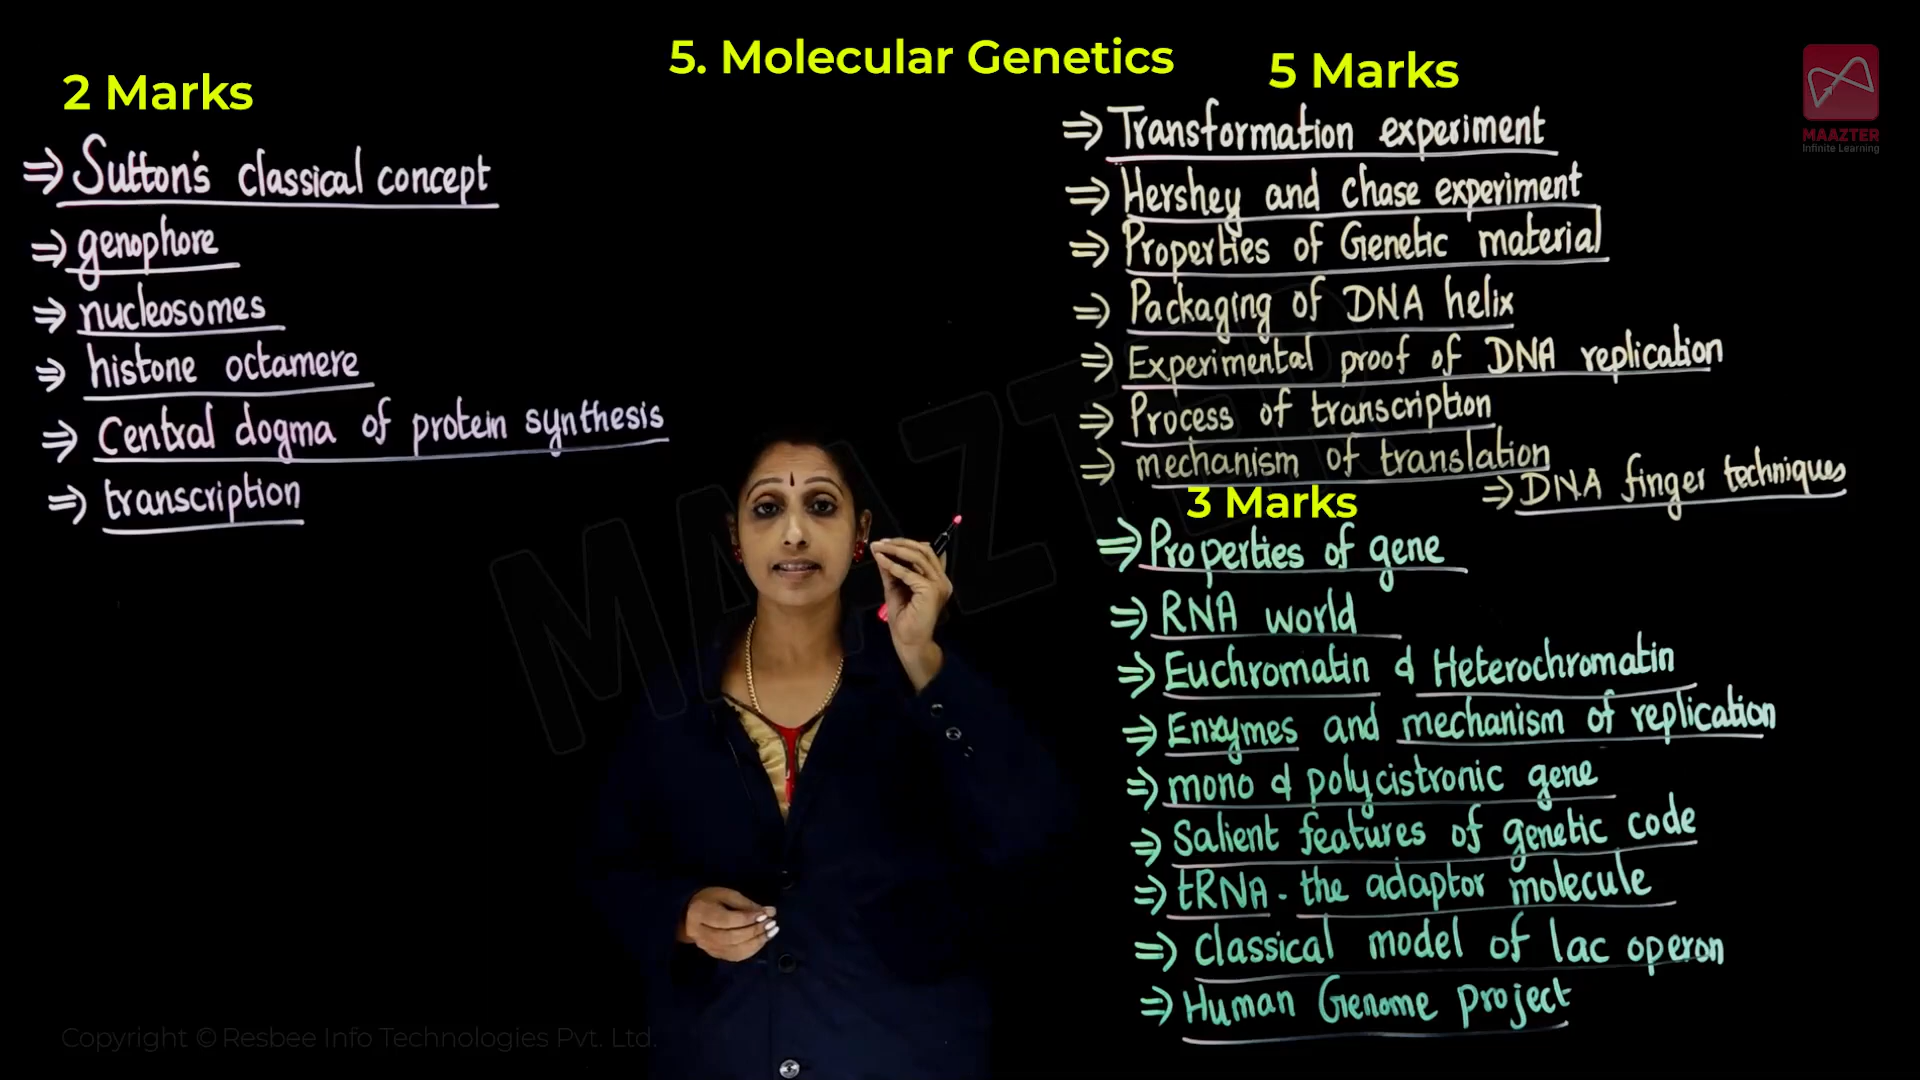 5. Molecular Genetics
2 Marks
⇒ Sutton's classical concept
⇒ genophore
⇒ nucleosomes
⇒ histone octamere
⇒ Central dogma of protein synthesis
⇒ transcription
5 Marks
⇒ Transformation experiment
⇒ Hershey and chase experiment
⇒ Properties of Genetic material
⇒ Packaging of DNA helix
⇒ Experimental proof of DNA replication
⇒ Process of transcription
⇒ mechanism of translation
⇒ DNA finger techniques
3 Marks
⇒ Properties of gene
⇒ RNA world
⇒ Euchromatin & Heterochromatin
⇒ Enzymes and mechanism of replication
⇒ mono & polycistronic gene
⇒ Salient features of genetic code
⇒ tRNA - the adaptor molecule
⇒ Classical model of lac operon
⇒ Human Genome project
MAAZTER
Infinite Learning
MAAZTER
Copyright © Resbee Info Technologies Pvt. Ltd.